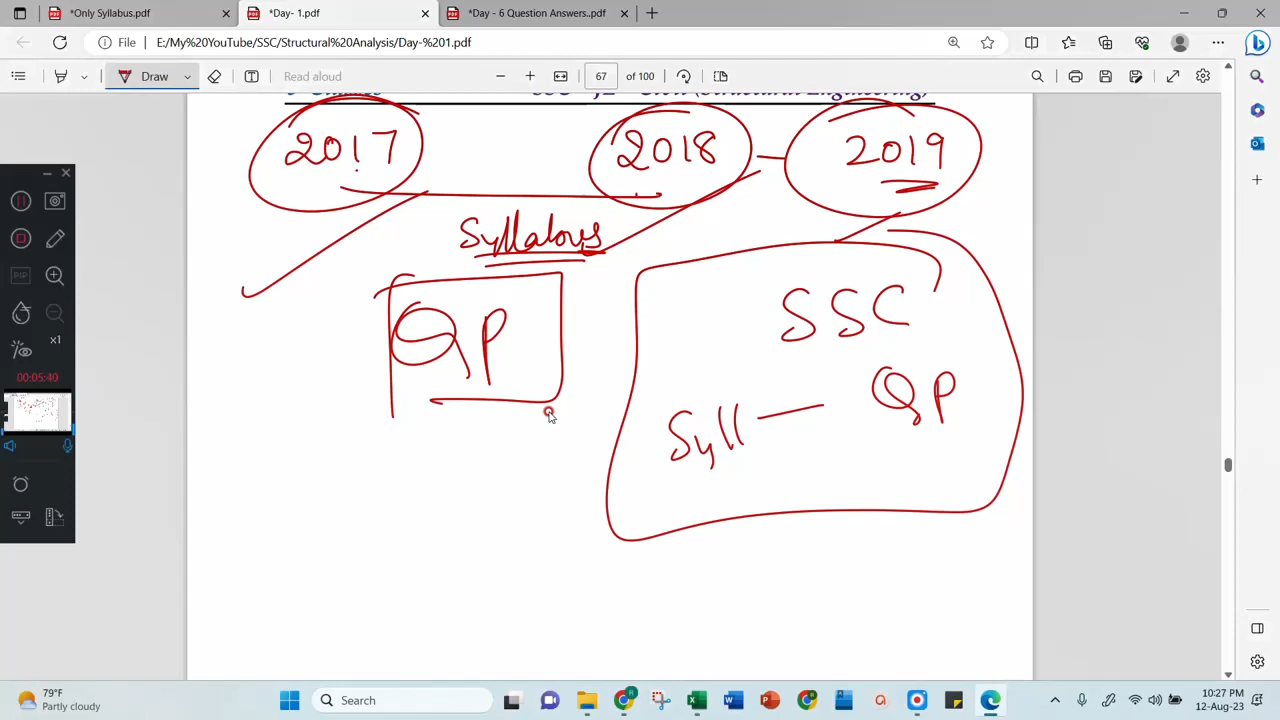 *Only Syllabus.pdf
*Day- 1.pdf
*Day - 6 Question Answers..pdf
File
E:/My%20YouTube/SSC/Structural%20Analysis/Day-%201.pdf
Draw
Read aloud
67 of 100
2017 2018 - 2019
Syllabus
QP
SSC
Syll — QP
x1
00:05:49
79°F
Partly cloudy
Search
10:27 PM
12-Aug-23